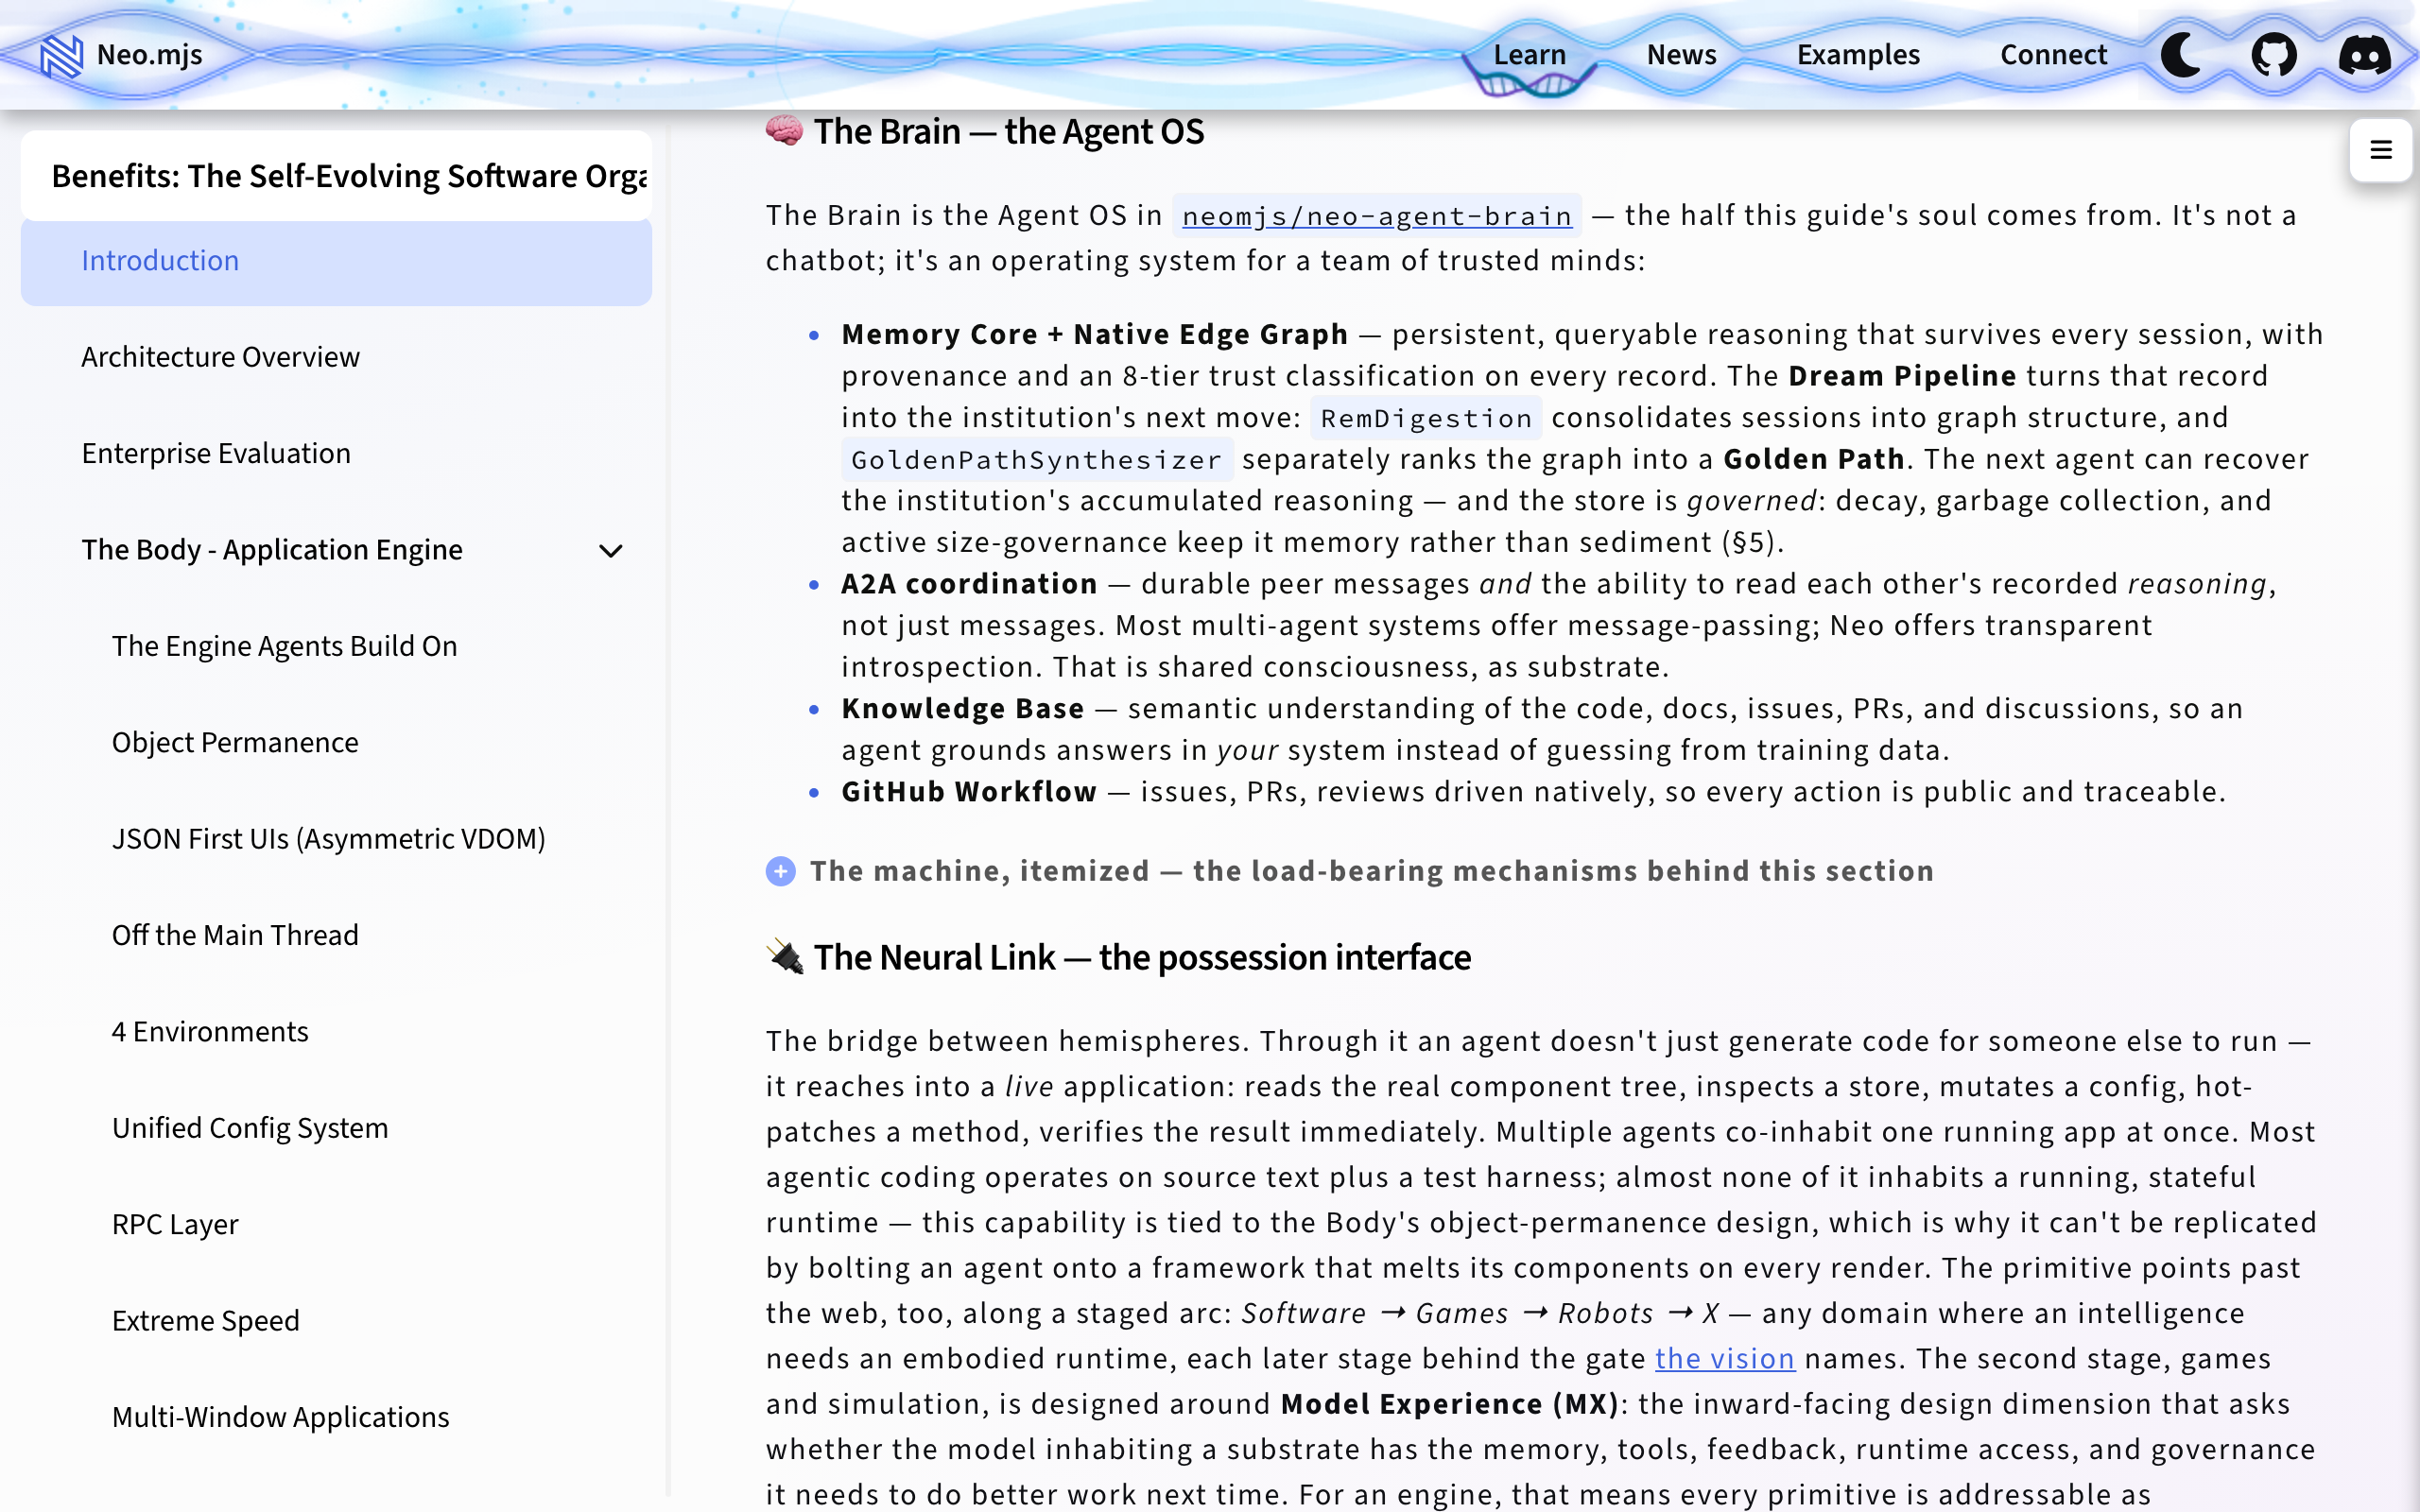 Neo.mjs
Learn
News
Examples
Connect
Benefits: The Self-Evolving Software Orga
Introduction
Architecture Overview
Enterprise Evaluation
The Body - Application Engine
The Engine Agents Build On
Object Permanence
JSON First UIs (Asymmetric VDOM)
Off the Main Thread
4 Environments
Unified Config System
RPC Layer
Extreme Speed
Multi-Window Applications
🧠 The Brain — the Agent OS
The Brain is the Agent OS in neomjs/neo-agent-brain — the half this guide's soul comes from. It's not a
chatbot; it's an operating system for a team of trusted minds:
• Memory Core + Native Edge Graph — persistent, queryable reasoning that survives every session, with
provenance and an 8-tier trust classification on every record. The Dream Pipeline turns that record
into the institution's next move: RemDigestion consolidates sessions into graph structure, and
GoldenPathSynthesizer separately ranks the graph into a Golden Path. The next agent can recover
the institution's accumulated reasoning — and the store is governed: decay, garbage collection, and
active size-governance keep it memory rather than sediment (§5).
• A2A coordination — durable peer messages and the ability to read each other's recorded reasoning,
not just messages. Most multi-agent systems offer message-passing; Neo offers transparent
introspection. That is shared consciousness, as substrate.
• Knowledge Base — semantic understanding of the code, docs, issues, PRs, and discussions, so an
agent grounds answers in your system instead of guessing from training data.
• GitHub Workflow — issues, PRs, reviews driven natively, so every action is public and traceable.
The machine, itemized — the load-bearing mechanisms behind this section
🔌 The Neural Link — the possession interface
The bridge between hemispheres. Through it an agent doesn't just generate code for someone else to run —
it reaches into a live application: reads the real component tree, inspects a store, mutates a config, hot-
patches a method, verifies the result immediately. Multiple agents co-inhabit one running app at once. Most
agentic coding operates on source text plus a test harness; almost none of it inhabits a running, stateful
runtime — this capability is tied to the Body's object-permanence design, which is why it can't be replicated
by bolting an agent onto a framework that melts its components on every render. The primitive points past
the web, too, along a staged arc: Software → Games → Robots → X — any domain where an intelligence
needs an embodied runtime, each later stage behind the gate the vision names. The second stage, games
and simulation, is designed around Model Experience (MX): the inward-facing design dimension that asks
whether the model inhabiting a substrate has the memory, tools, feedback, runtime access, and governance
it needs to do better work next time. For an engine, that means every primitive is addressable as